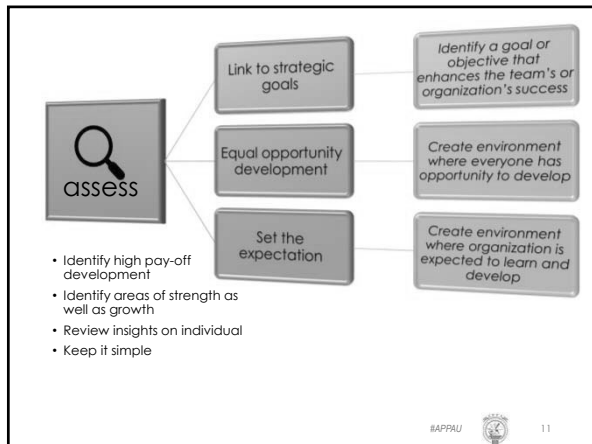 assess
Link to strategic
goals
Identify a goal or
objective that
enhances the team's or
organization's success
Equal opportunity
development
Create environment
where everyone has
opportunity to develop
Set the
expectation
Create environment
where organization is
expected to learn and
develop
• Identify high pay-off
development
• Identify areas of strength as
well as growth
• Review insights on individual
• Keep it simple
#APPAU
11